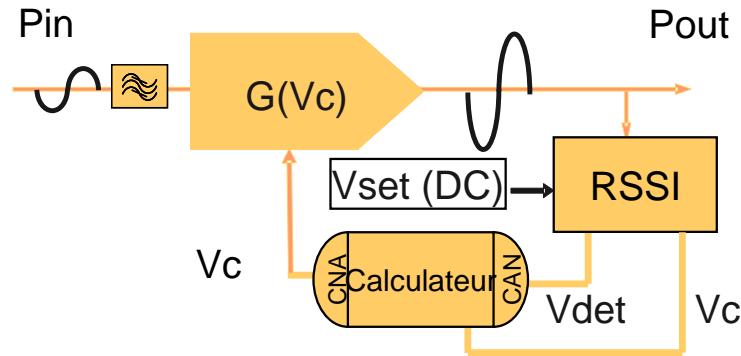 Pin
Pout
G(Vc)
Vset (DC)
RSSI
Vc
CNA
Calculateur
CAN
Vdet
Vc